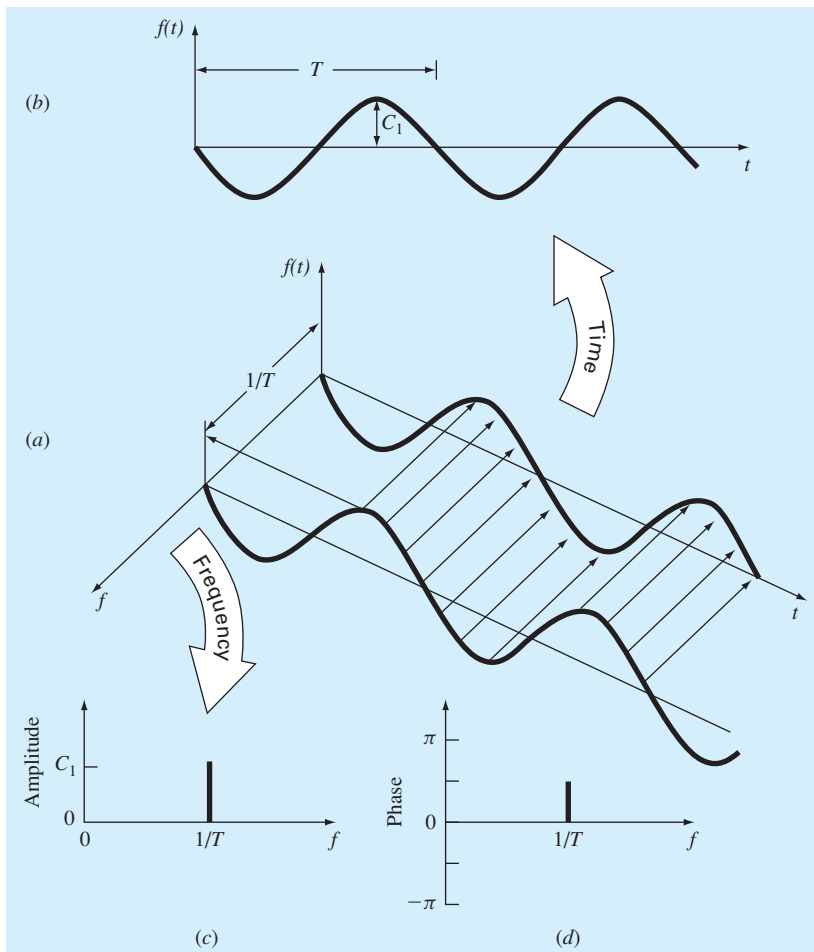 f(t)
T
(b)
C₁
t
f(t)
Time
1/T
(a)
f
Frequency
t
Amplitude
C₁
0
0
1/T
f
Phase
π
0
−π
1/T
f
(c)
(d)